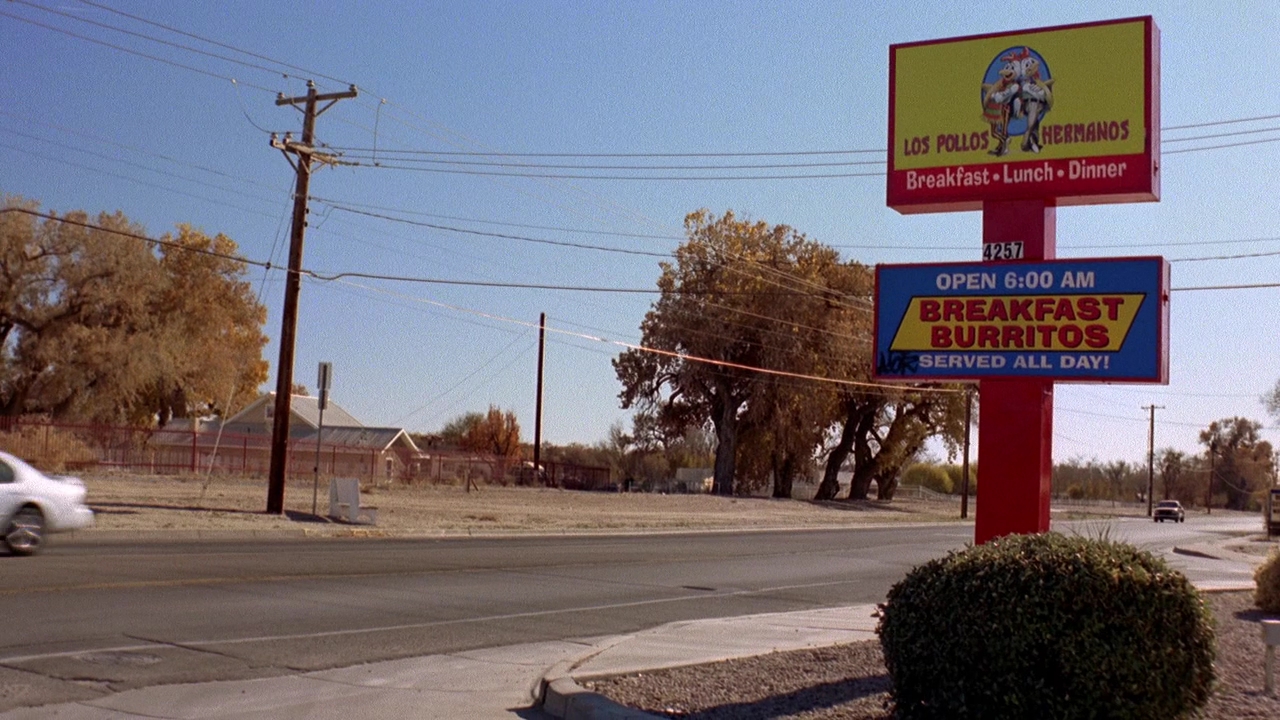 LOS POLLOS HERMANOS
Breakfast • Lunch • Dinner
4257
OPEN 6:00 AM
BREAKFAST
BURRITOS
SERVED ALL DAY!